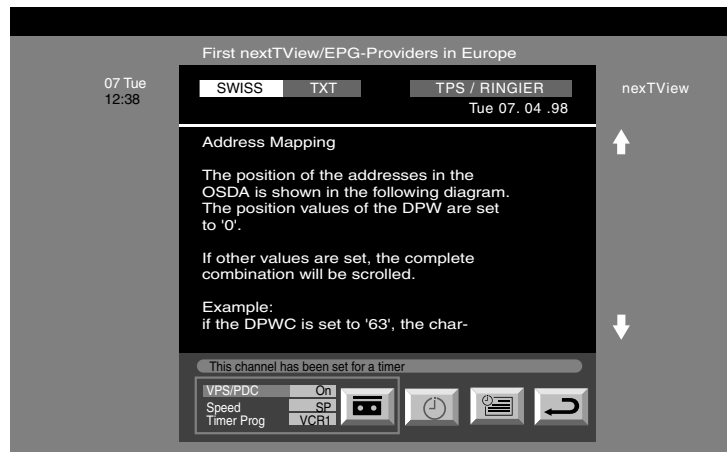 First nextTView/EPG-Providers in Europe
07 Tue
12:38
SWISS TXT TPS / RINGIER
nexTView
Tue 07. 04 .98
Address Mapping
The position of the addresses in the
OSDA is shown in the following diagram.
The position values of the DPW are set
to '0'.
If other values are set, the complete
combination will be scrolled.
Example:
if the DPWC is set to '63', the char-
This channel has been set for a timer
VPS/PDC On
Speed SP
Timer Prog VCR1